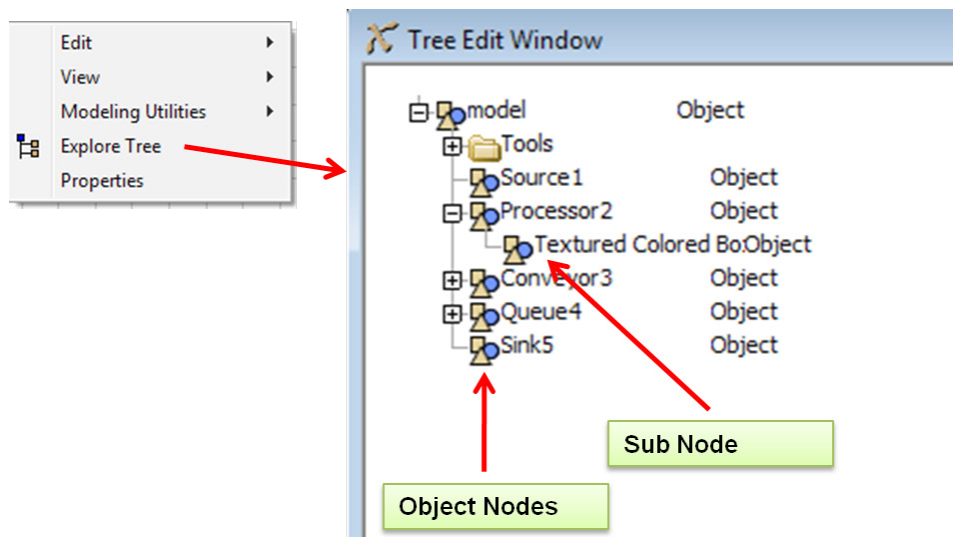 Edit
View
Modeling Utilities
Explore Tree
Properties
Tree Edit Window
model Object
Tools
Source1 Object
Processor2 Object
Textured Colored Bo:Object
Conveyor3 Object
Queue4 Object
Sink5 Object
Sub Node
Object Nodes